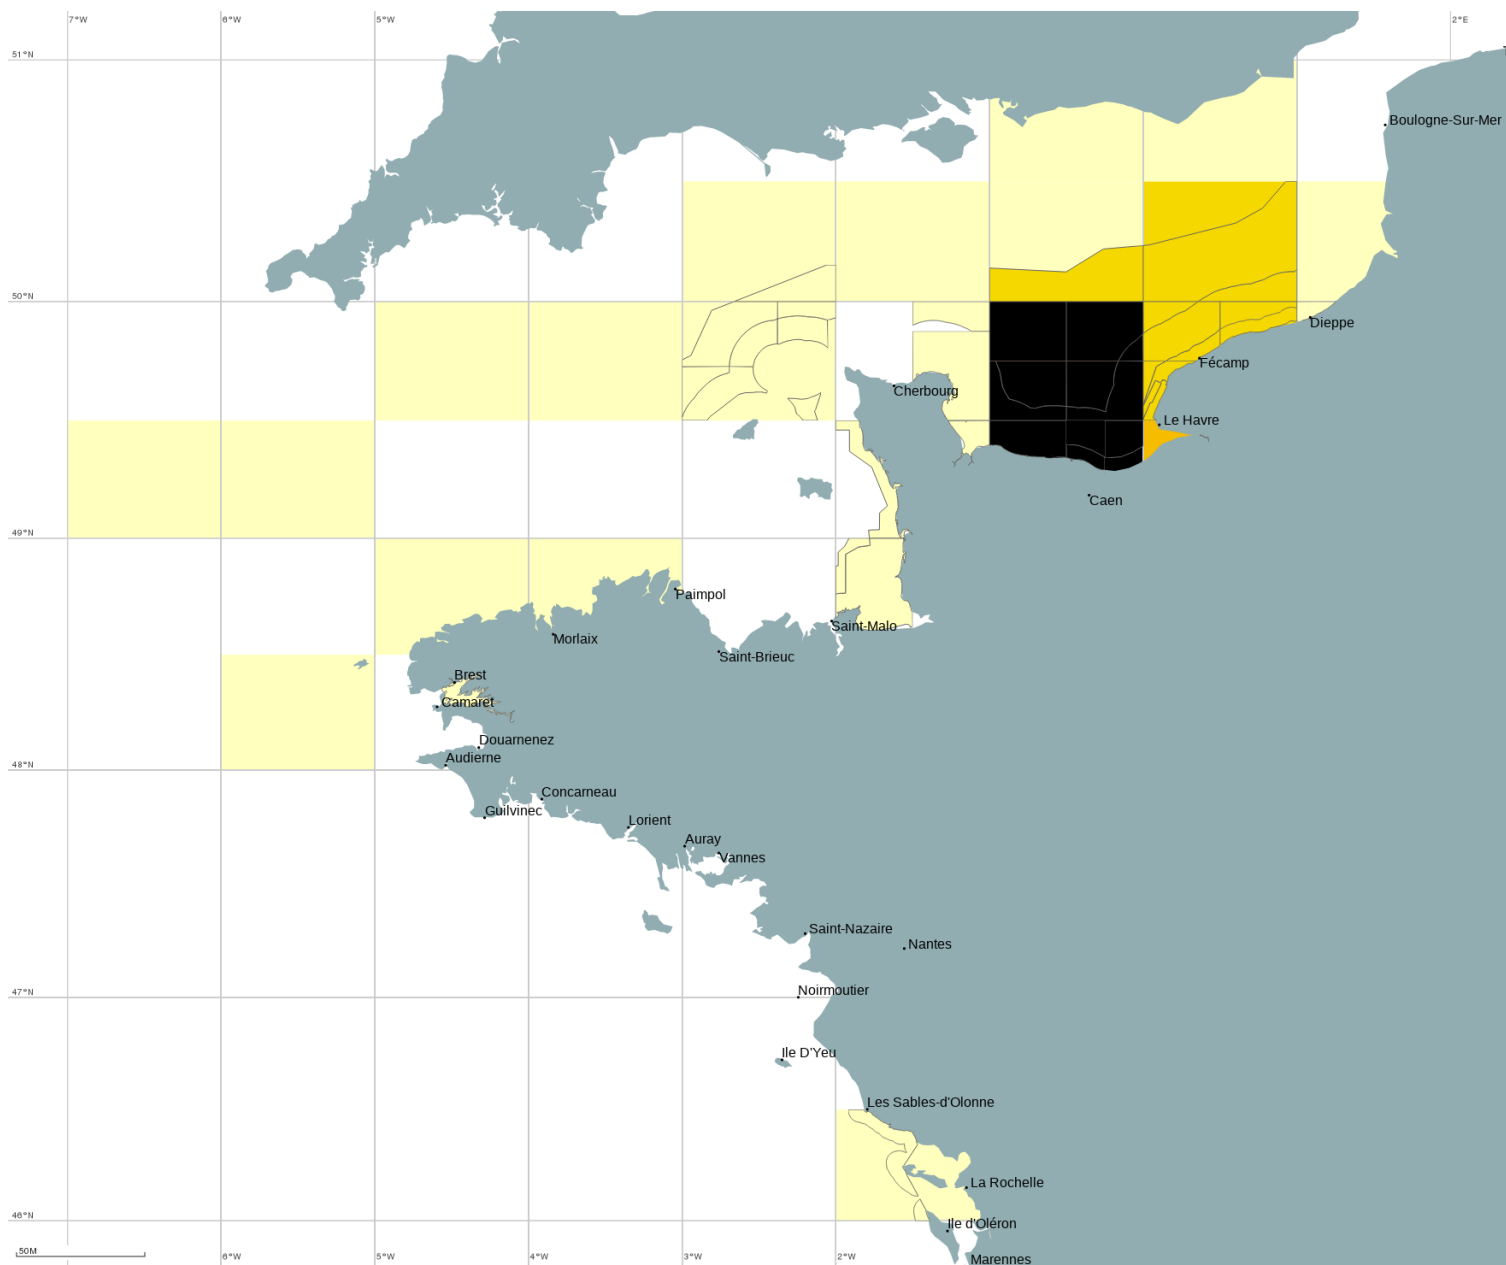 7°W
6°W
5°W
2°E
51°N
Boulogne-Sur-Mer
50°N
Dieppe
Fécamp
Cherbourg
Le Havre
Caen
49°N
Paimpol
Saint-Malo
Morlaix
Saint-Brieuc
Brest
Camaret
Douarnenez
Audierne
48°N
Concarneau
Guilvinec
Lorient
Auray
Vannes
Saint-Nazaire
Nantes
47°N
Noirmoutier
Ile D'Yeu
Les Sables-d'Olonne
La Rochelle
46°N
Ile d'Oléron
50M
6°W
5°W
4°W
3°W
2°W
Marennes